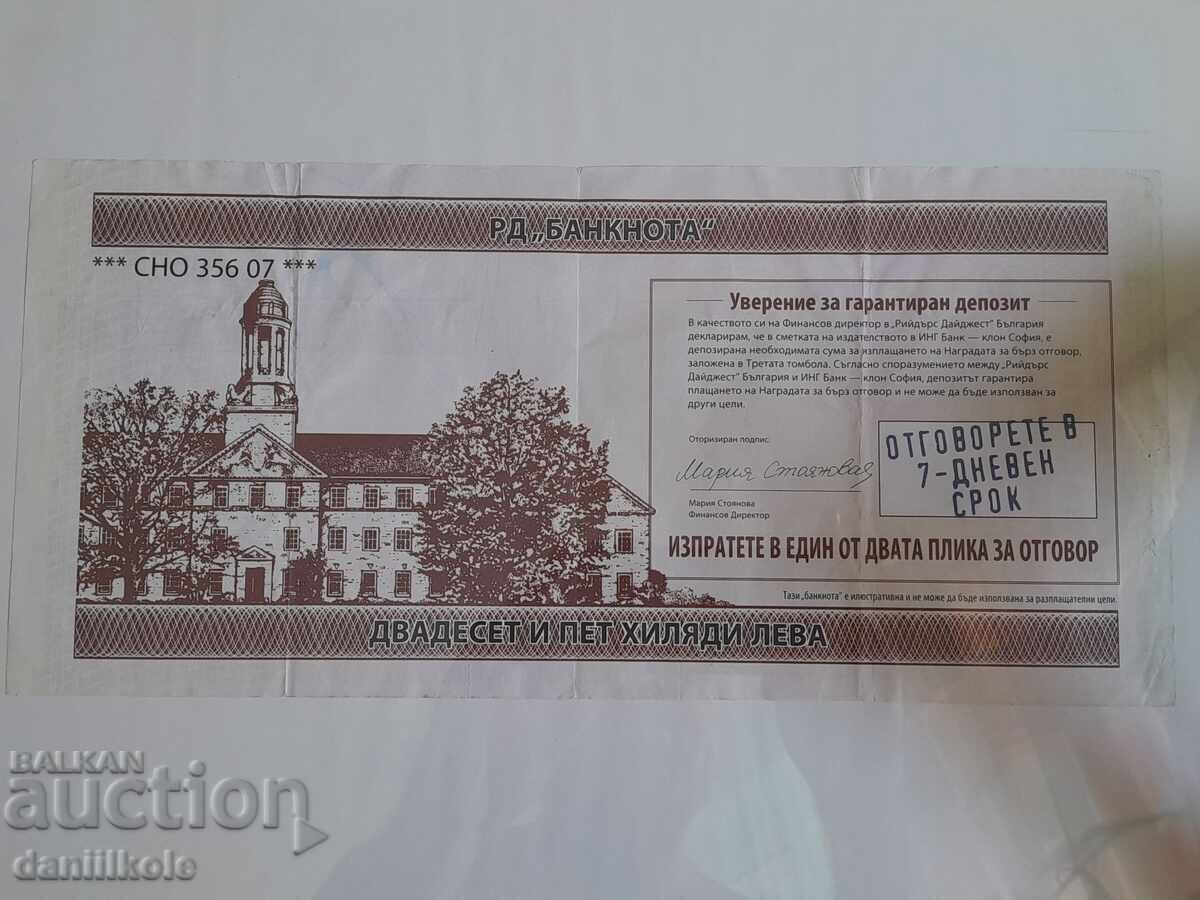 РД „БАНКНОТА“
*** СНО 356 07 ***
Уверение за гарантиран депозит
В качеството си на Финансов директор в „Рийдърс Дайджест“ България
декларирам, че в сметката на издателството в ИНГ Банк — клон София, е
депозирана необходимата сума за изплащането на Наградата за бърз отговор,
заложена в Третата томбола. Съгласно споразумението между „Рийдърс
Дайджест“ България и ИНГ Банк — клон София, депозитът гарантира
плащането на Наградата за бърз отговор и не може да бъде използван за
други цели.
Оторизиран подпис:
Мария Стоянова
Мария Стоянова
Финансов Директор
ОТГОВОРЕТЕ В
7-ДНЕВЕН
СРОК
ИЗПРАТЕТЕ В ЕДИН ОТ ДВАТА ПЛИКА ЗА ОТГОВОР
Тази „банкнота“ е илюстративна и не може да бъде използвана за разплащателни цели.
ДВАДЕСЕТ И ПЕТ ХИЛЯДИ ЛЕВА
BALKAN
auction
daniilkole